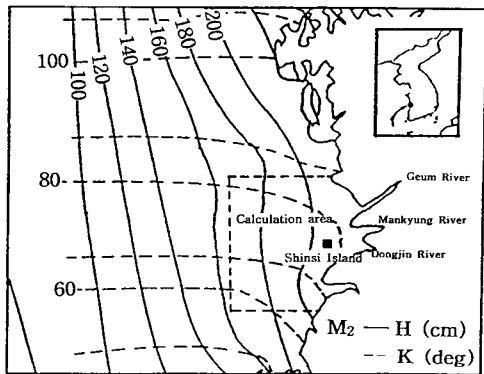 200
180
160
140
120
100
100
80
60
Geum River
Calculation area
Mankyung River
Shinsi Island
Dongjin River
M₂ — H (cm)
-- K (deg)